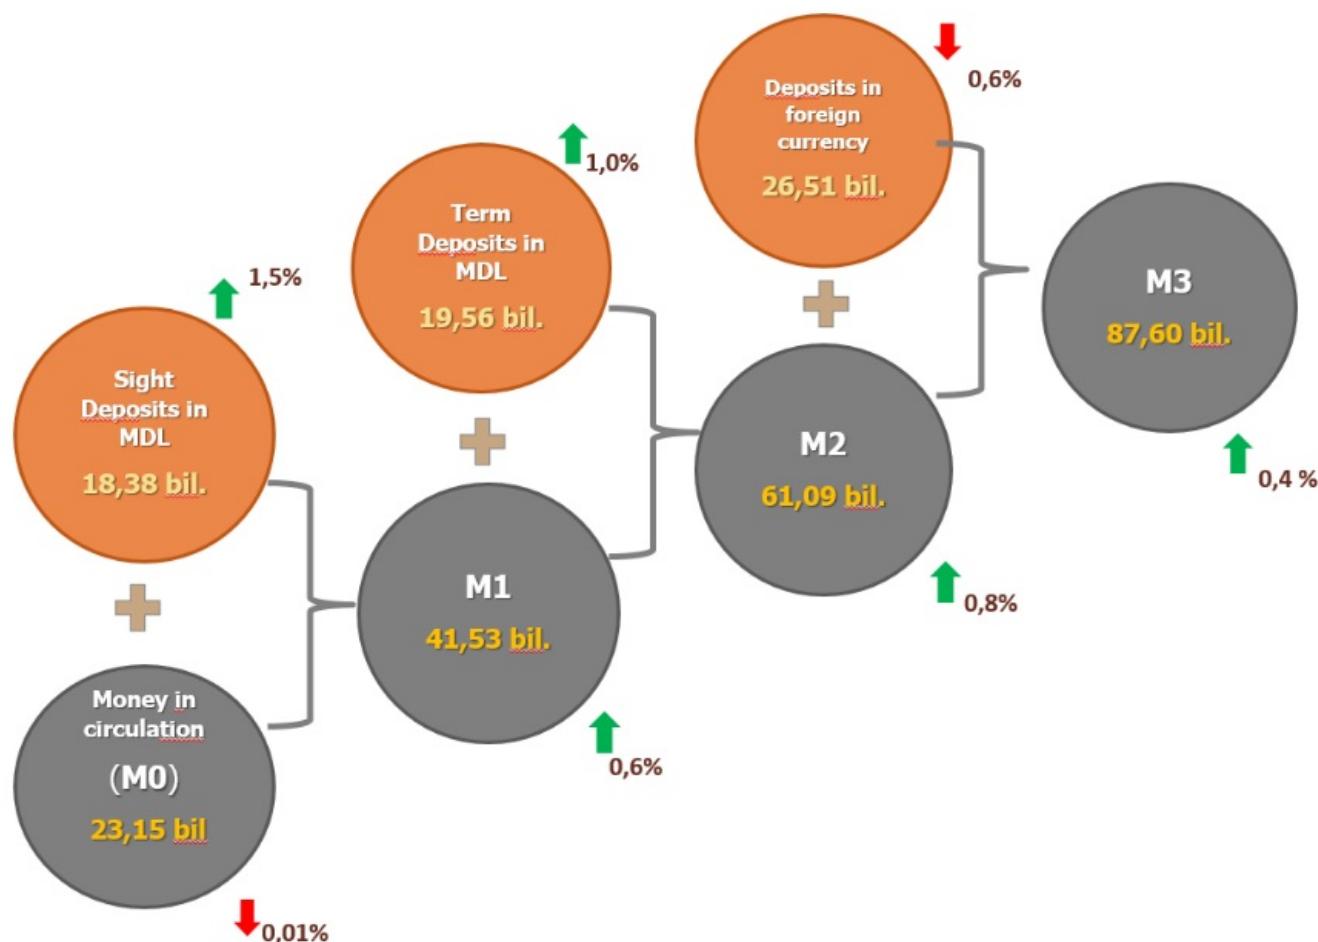 Deposits in
foreign
currency
26,51 bil.
0,6%
Term
Deposits in
MDL
19,56 bil.
1,0%
Sight
Deposits in
MDL
18,38 bil.
1,5%
M3
87,60 bil.
0,4 %
M2
61,09 bil.
0,8%
M1
41,53 bil.
0,6%
Money in
circulation
(M0)
23,15 bil
0,01%